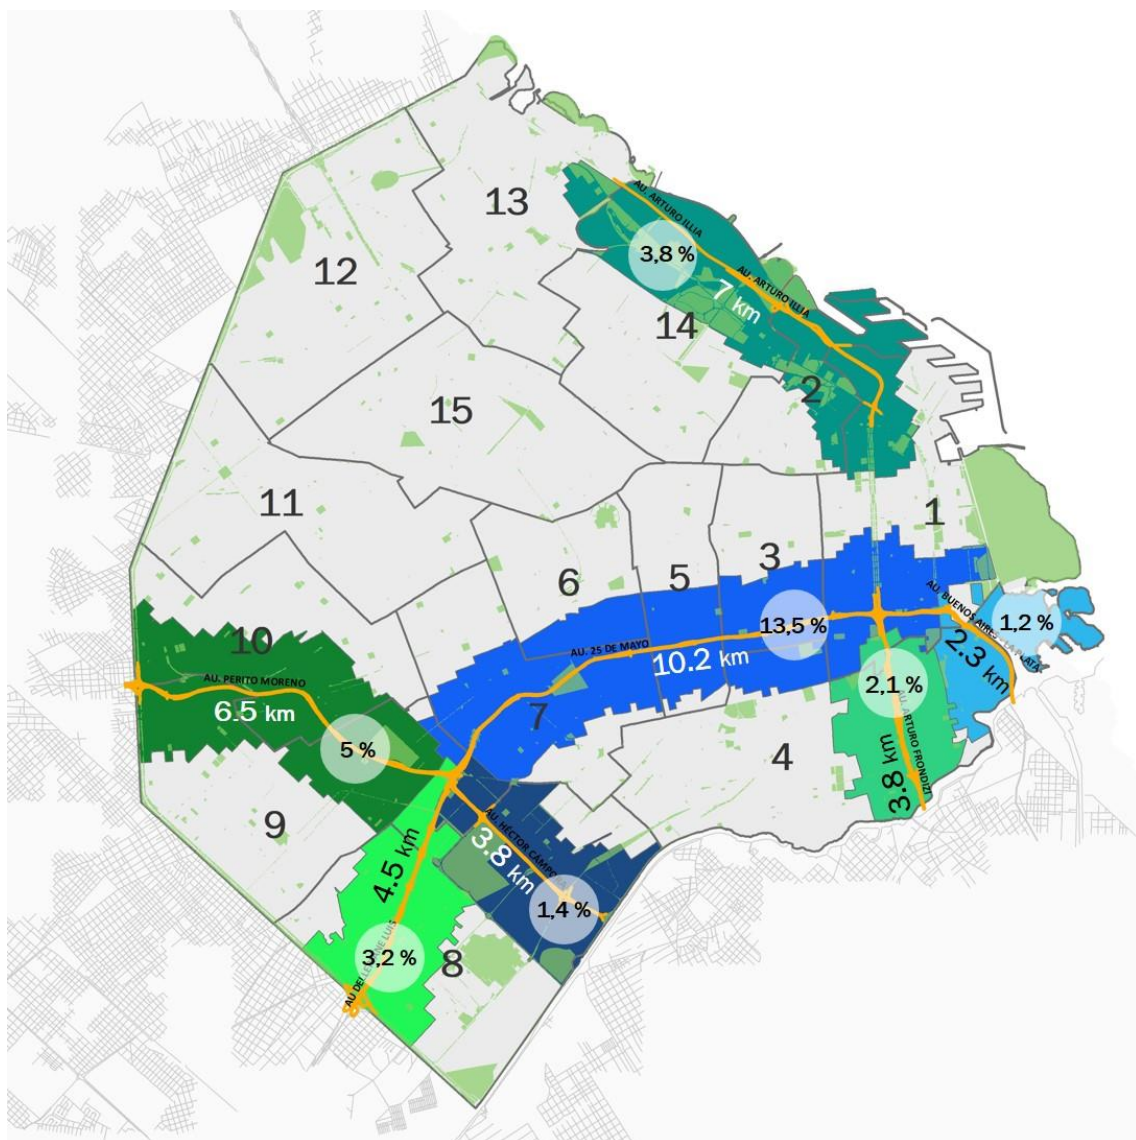 AU. ARTURO ILLIA
13
3,8 %
12
AU. ARTURO ILLIA
7 km
14
2
15
11
1
3
6
5
AU. BUENOS AIRES - LA PLATA
1,2 %
13,5 %
10
AU. 25 DE MAYO
10.2 km
2.3 km
AU. PERITO MORENO
2,1 %
6.5 km
7
AU. ARTURO FRONDIZI
5 %
4
3.8 km
9
AU. HÉCTOR
3.8 km
4.5 km
1,4 %
3,2 %
8
AU
LUIS